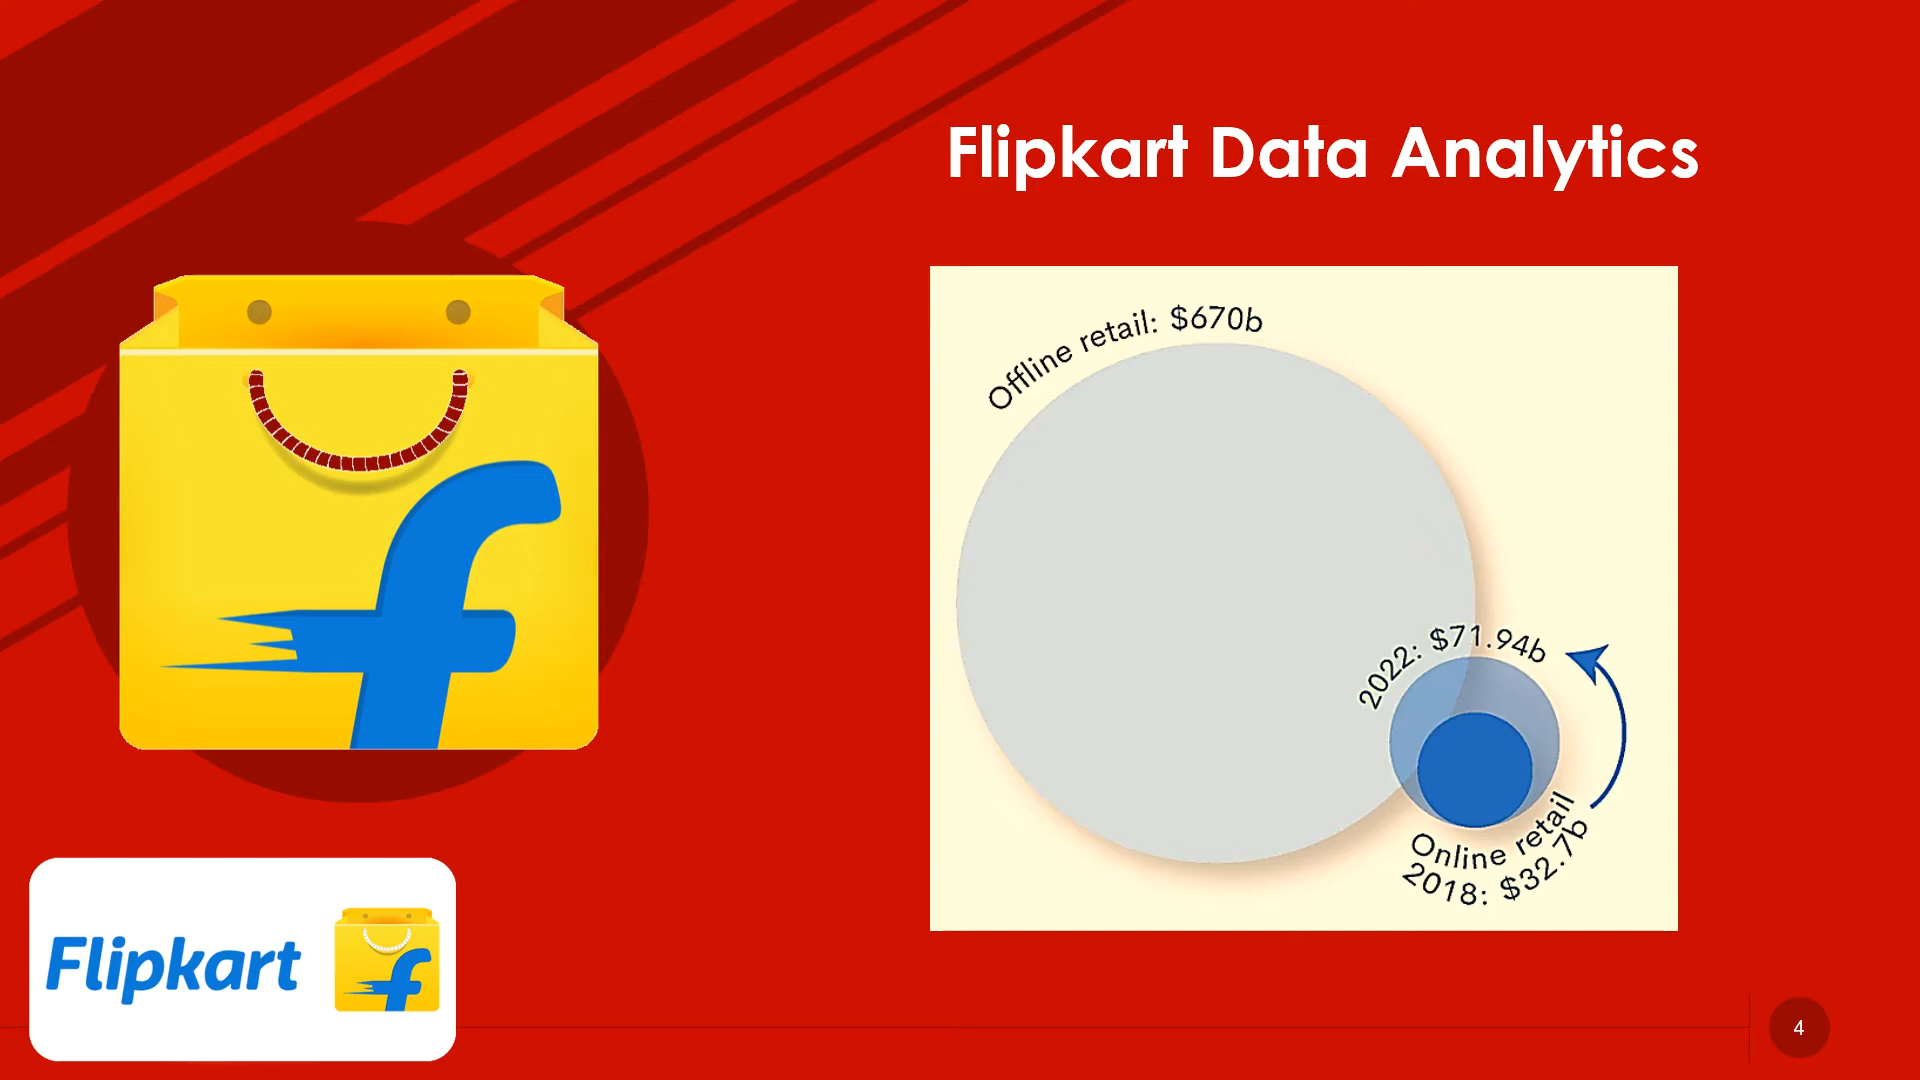 Flipkart Data Analytics
Offline retail: $670b
2022: $71.94b
Online retail
2018: $32.7b
f
Flipkart
f
4